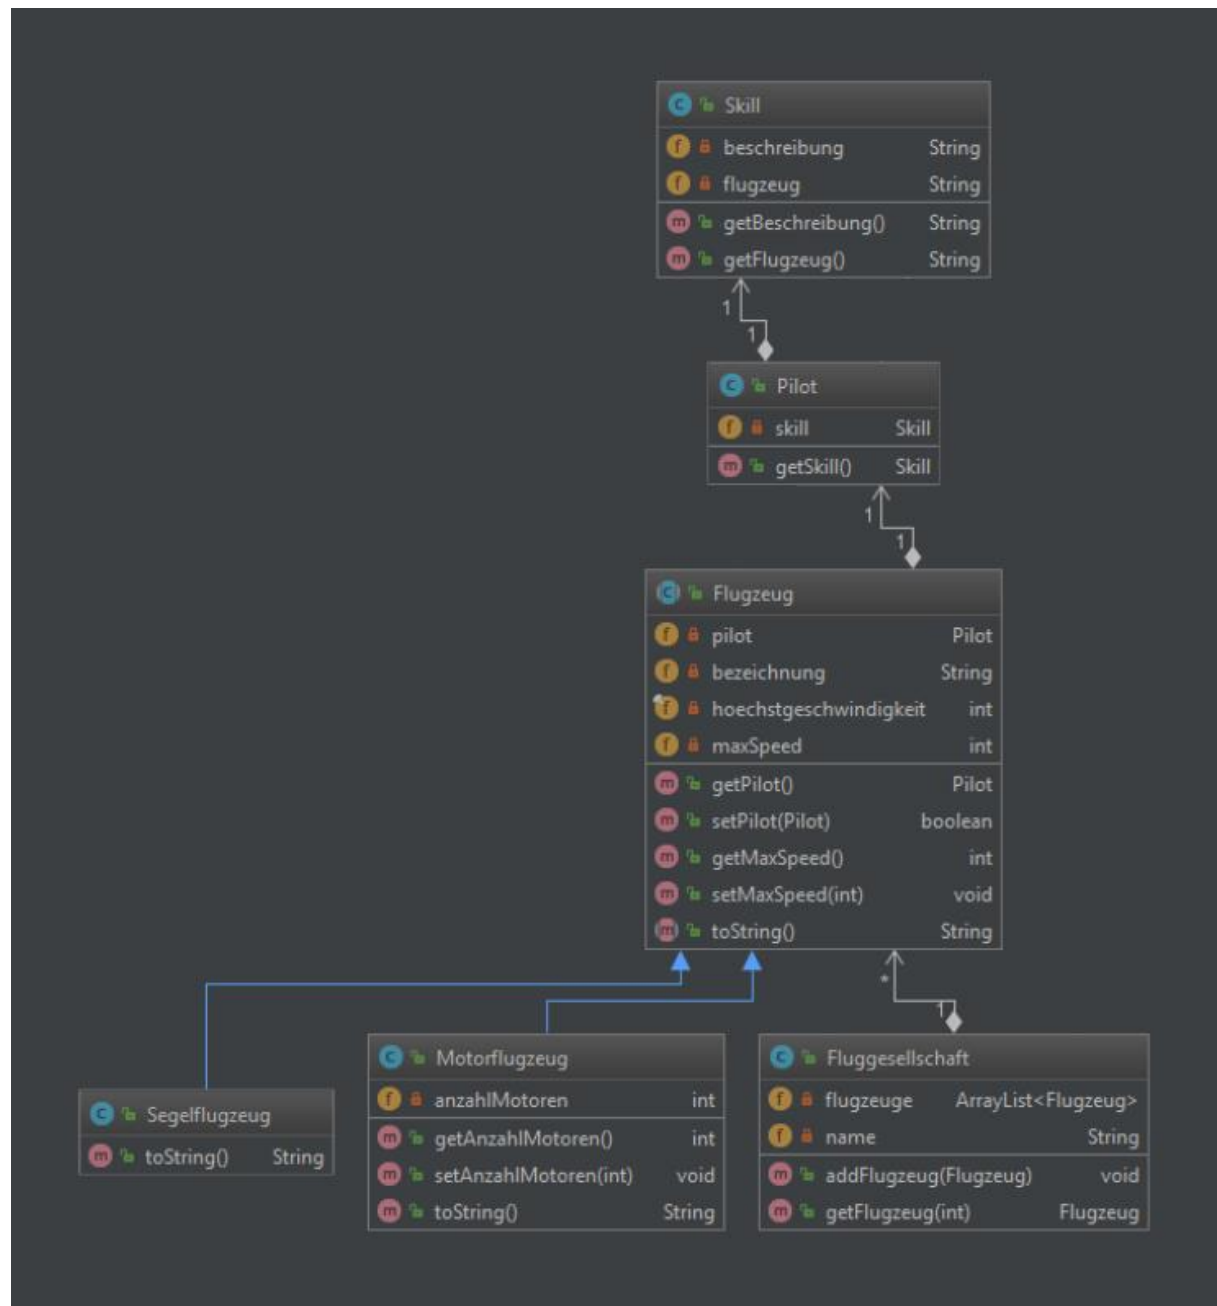 Skill
beschreibung String
flugzeug String
getBeschreibung() String
getFlugzeug() String
1
1
Pilot
skill Skill
getSkill() Skill
1
1
Flugzeug
pilot Pilot
bezeichnung String
hoechstgeschwindigkeit int
maxSpeed int
getPilot() Pilot
setPilot(Pilot) boolean
getMaxSpeed() int
setMaxSpeed(int) void
toString() String
*
1
Segelflugzeug
toString() String
Motorflugzeug
anzahlMotoren int
getAnzahlMotoren() int
setAnzahlMotoren(int) void
toString() String
Fluggesellschaft
flugzeuge ArrayList<Flugzeug>
name String
addFlugzeug(Flugzeug) void
getFlugzeug(int) Flugzeug